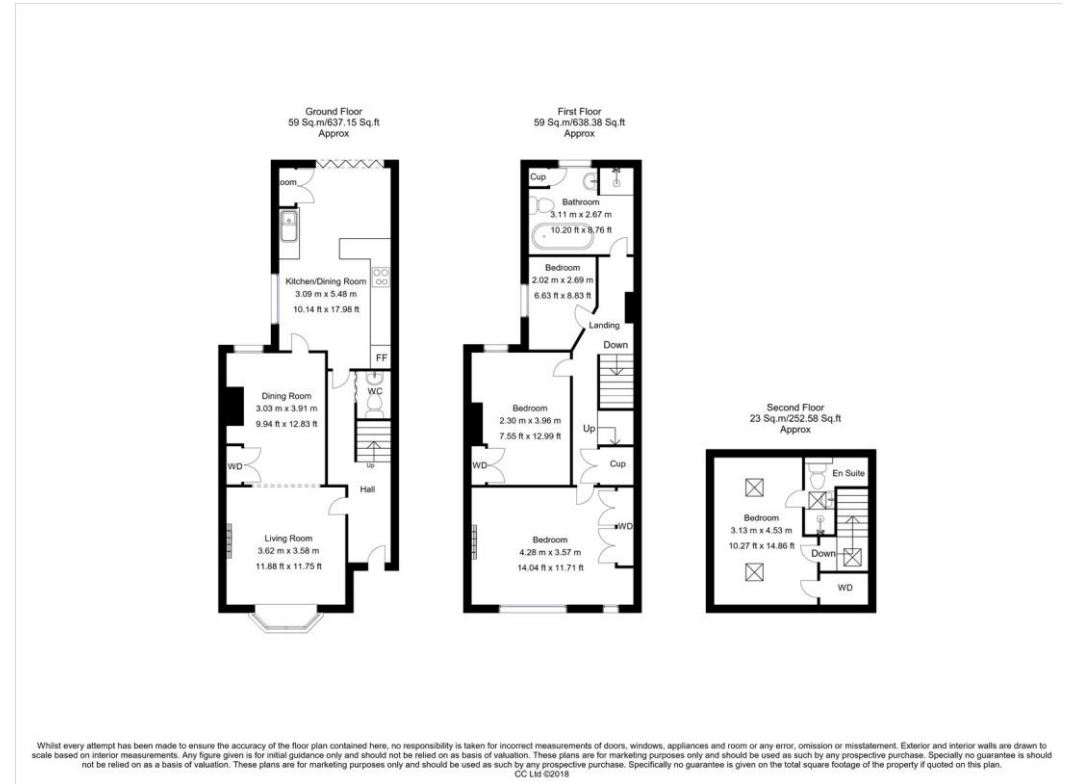 Ground Floor
59 Sq.m/637.15 Sq.ft
Approx
oom
Kitchen/Dining Room
3.09 m x 5.48 m
10.14 ft x 17.98 ft
FF
WC
Dining Room
3.03 m x 3.91 m
9.94 ft x 12.83 ft
WD
Up
Hall
Living Room
3.62 m x 3.58 m
11.88 ft x 11.75 ft
First Floor
59 Sq.m/638.38 Sq.ft
Approx
Cup
Bathroom
3.11 m x 2.67 m
10.20 ft x 8.76 ft
Bedroom
2.02 m x 2.69 m
6.63 ft x 8.83 ft
Landing
Down
Bedroom
2.30 m x 3.96 m
7.55 ft x 12.99 ft
Up
WD
Cup
Bedroom
4.28 m x 3.57 m
14.04 ft x 11.71 ft
WD
Second Floor
23 Sq.m/252.58 Sq.ft
Approx
En Suite
Bedroom
3.13 m x 4.53 m
10.27 ft x 14.86 ft
Down
WD
Whilst every attempt has been made to ensure the accuracy of the floor plan contained here, no responsibility is taken for incorrect measurements of doors, windows, appliances and room or any error, omission or misstatement. Exterior and interior walls are drawn to
scale based on interior measurements. Any figure given is for initial guidance only and should not be relied on as a basis of valuation. These plans are for marketing purposes only and should be used as such by any prospective purchase. Specially no guarantee is should
not be relied on as a basis of valuation. These plans are for marketing purposes only and should be used as such by any prospective purchase. Specifically no guarantee is given on the total square footage of the property if quoted on this plan.
CC Ltd ©2018